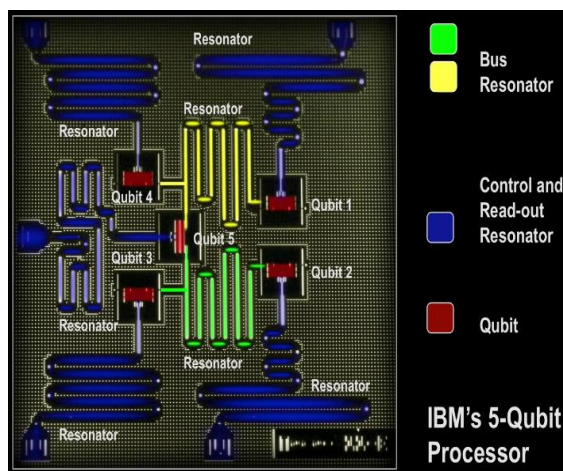 Resonator
Resonator
Resonator
Qubit 4
Qubit 1
Qubit 5
Qubit 3
Qubit 2
Resonator
Resonator
Resonator
Resonator
Bus
Resonator
Control and
Read-out
Resonator
Qubit
IBM's 5-Qubit
Processor